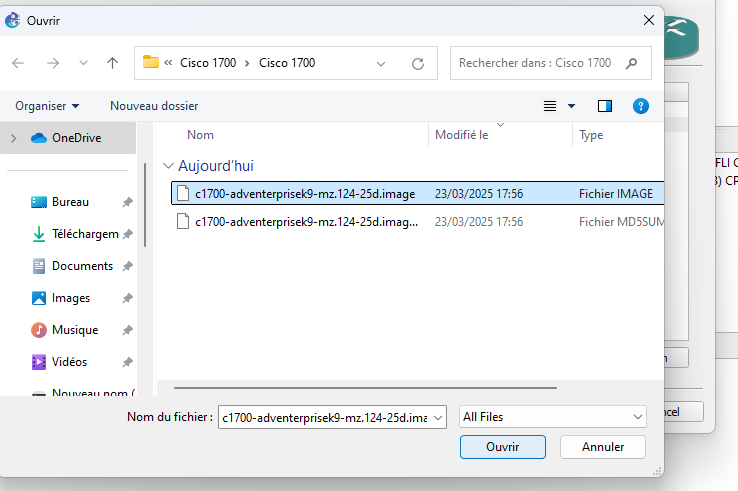 Ouvrir
« Cisco 1700 > Cisco 1700
Rechercher dans : Cisco 1700
Organiser
Nouveau dossier
?
OneDrive
Nom
Modifié le
Type
Aujourd'hui
c1700-adventerprisek9-mz.124-25d.image
23/03/2025 17:56
Fichier IMAGE
c1700-adventerprisek9-mz.124-25d.imag...
23/03/2025 17:56
Fichier MD5SUM
Bureau
Téléchargem
Documents
Images
Musique
Vidéos
Nouveau nom (
FLI C
) CP
Nom du fichier :
c1700-adventerprisek9-mz.124-25d.ima
All Files
ncel
Ouvrir
Annuler